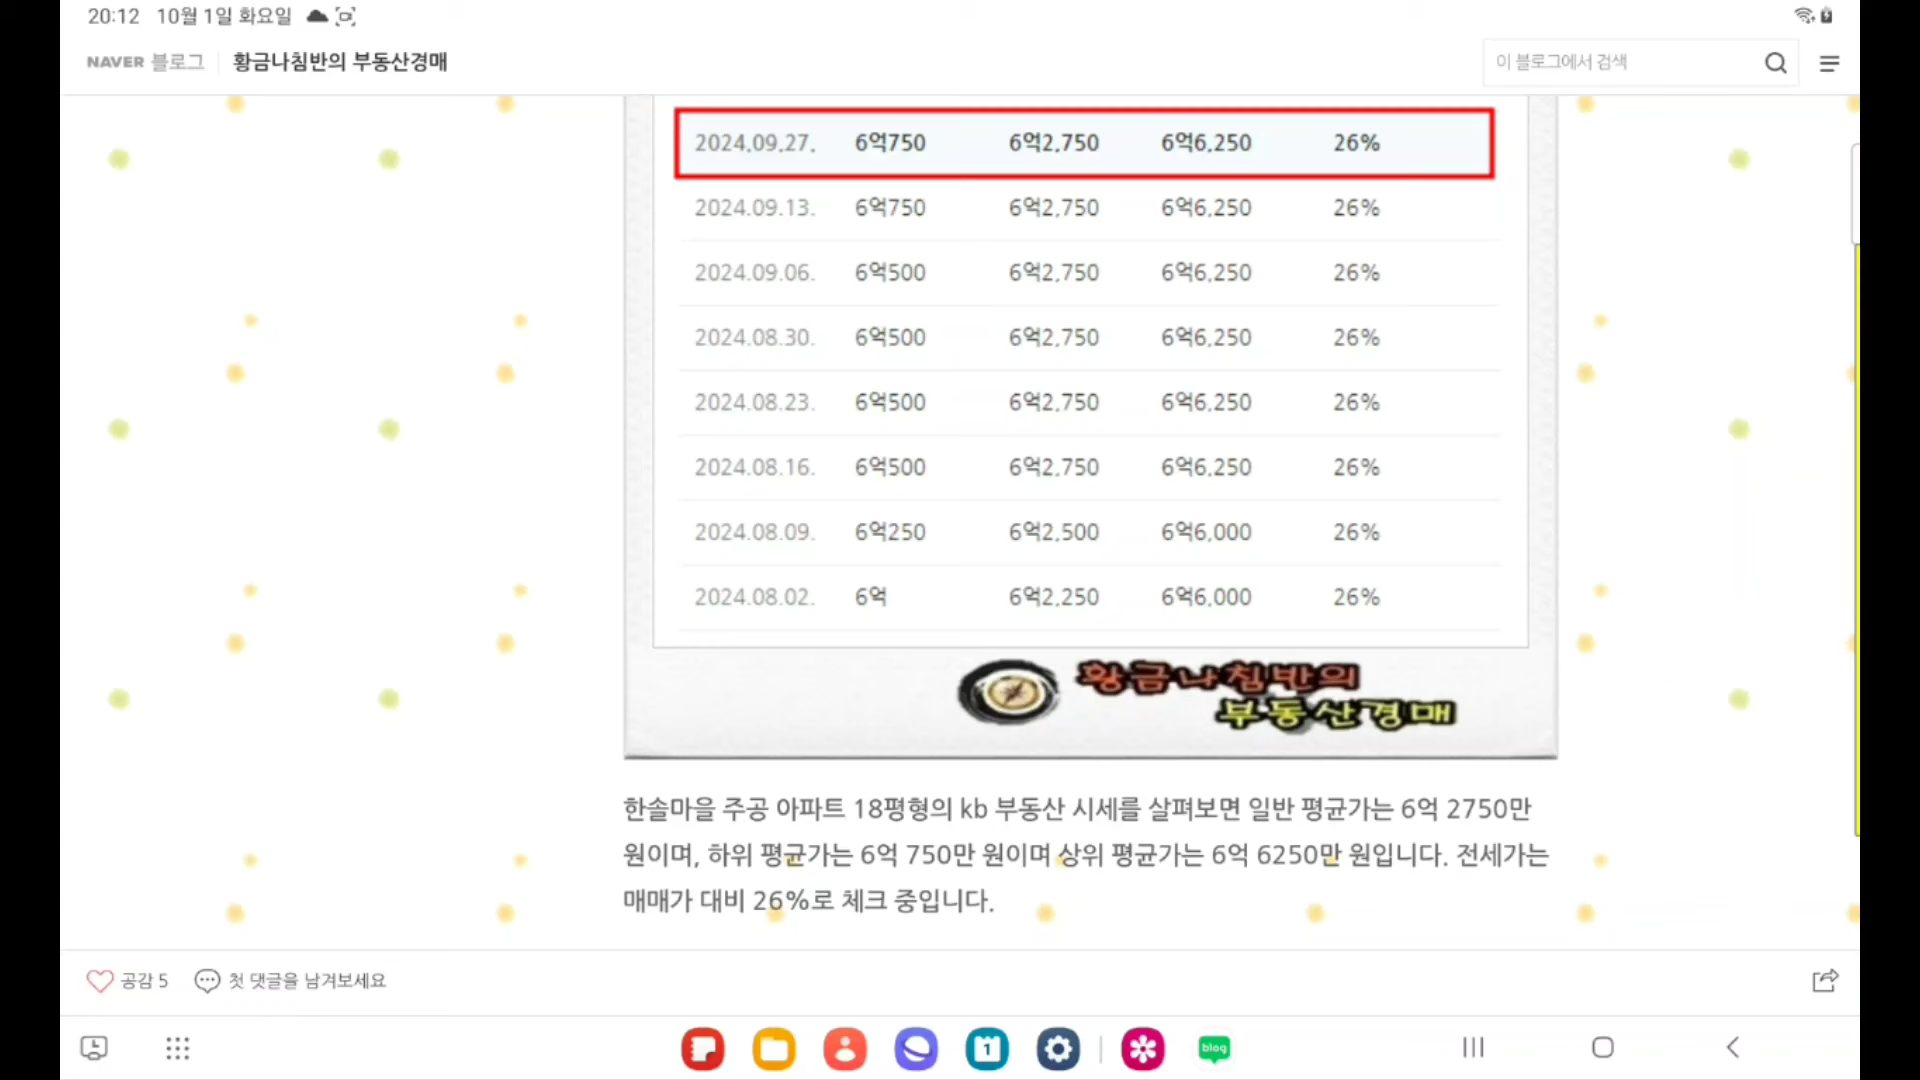 20:12 10월 1일 화요일
NAVER 블로그 황금나침반의 부동산경매
이 블로그에서 검색
2024.09.27. 6억750 6억2,750 6억6,250 26%
2024.09.13. 6억750 6억2,750 6억6,250 26%
2024.09.06. 6억500 6억2,750 6억6,250 26%
2024.08.30. 6억500 6억2,750 6억6,250 26%
2024.08.23. 6억500 6억2,750 6억6,250 26%
2024.08.16. 6억500 6억2,750 6억6,250 26%
2024.08.09. 6억250 6억2,500 6억6,000 26%
2024.08.02. 6억 6억2,250 6억6,000 26%
황금나침반의
부동산경매
한솔마을 주공 아파트 18평형의 kb 부동산 시세를 살펴보면 일반 평균가는 6억 2750만
원이며, 하위 평균가는 6억 750만 원이며 상위 평균가는 6억 6250만 원입니다. 전세가는
매매가 대비 26%로 체크 중입니다.
공감 5 첫 댓글을 남겨보세요
1
blog